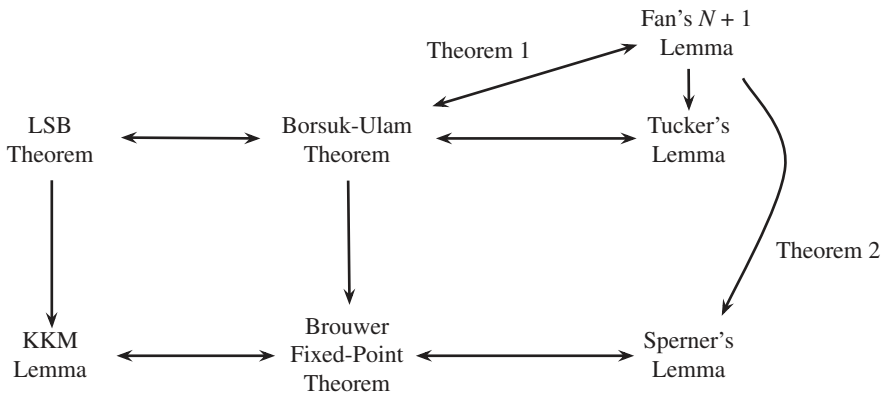 Fan's N + 1
Lemma
Theorem 1
LSB
Theorem
Borsuk-Ulam
Theorem
Tucker's
Lemma
Theorem 2
KKM
Lemma
Brouwer
Fixed-Point
Theorem
Sperner's
Lemma